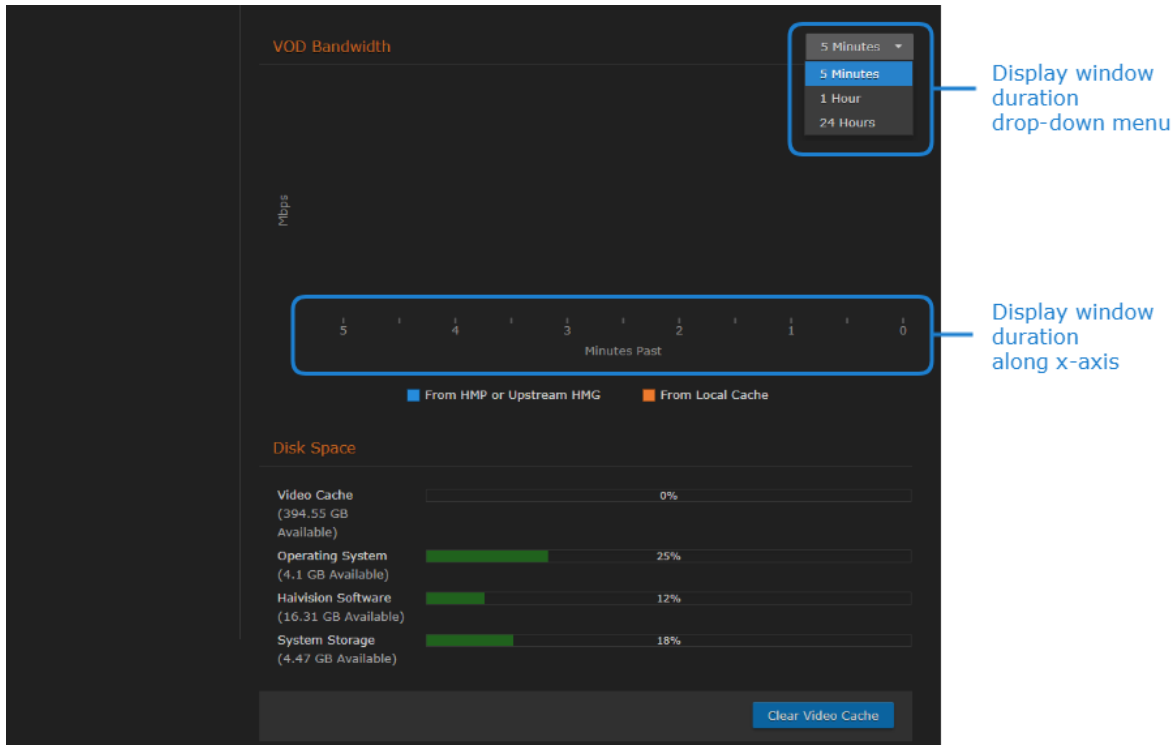 VOD Bandwidth
5 Minutes
5 Minutes
1 Hour
24 Hours
Display window
duration
drop-down menu
Mbps
5 4 3 2 1 0
Minutes Past
Display window
duration
along x-axis
From HMP or Upstream HMG From Local Cache
Disk Space
Video Cache 0%
(394.55 GB
Available)
Operating System 25%
(4.1 GB Available)
Haivision Software 12%
(16.31 GB Available)
System Storage 18%
(4.47 GB Available)
Clear Video Cache